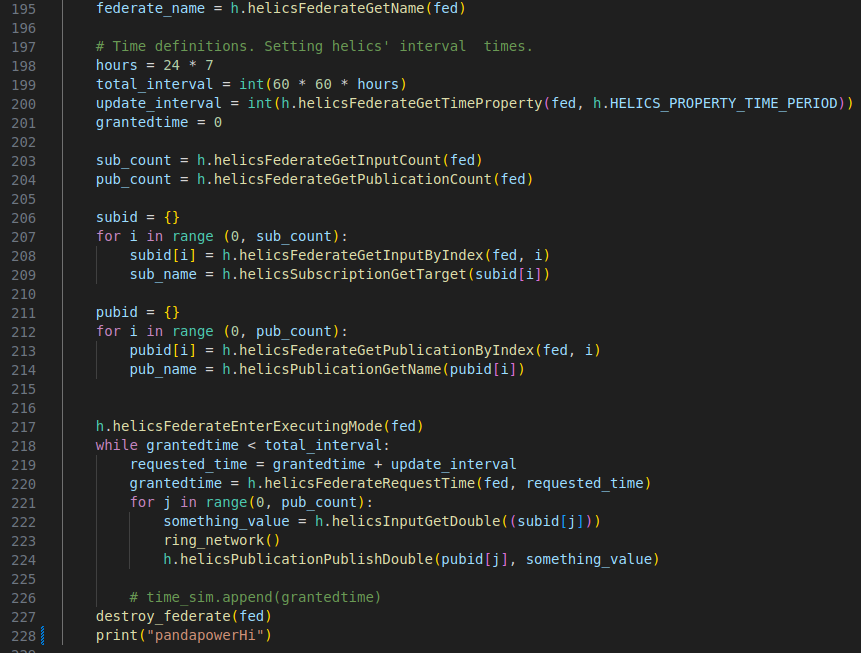 195 federate_name = h.helicsFederateGetName(fed)
196
197 # Time definitions. Setting helics' interval  times.
198 hours = 24 * 7
199 total_interval = int(60 * 60 * hours)
200 update_interval = int(h.helicsFederateGetTimeProperty(fed, h.HELICS_PROPERTY_TIME_PERIOD))
201 grantedtime = 0
202
203 sub_count = h.helicsFederateGetInputCount(fed)
204 pub_count = h.helicsFederateGetPublicationCount(fed)
205
206 subid = {}
207 for i in range (0, sub_count):
208     subid[i] = h.helicsFederateGetInputByIndex(fed, i)
209     sub_name = h.helicsSubscriptionGetTarget(subid[i])
210
211 pubid = {}
212 for i in range (0, pub_count):
213     pubid[i] = h.helicsFederateGetPublicationByIndex(fed, i)
214     pub_name = h.helicsPublicationGetName(pubid[i])
215
216
217 h.helicsFederateEnterExecutingMode(fed)
218 while grantedtime < total_interval:
219     requested_time = grantedtime + update_interval
220     grantedtime = h.helicsFederateRequestTime(fed, requested_time)
221     for j in range(0, pub_count):
222         something_value = h.helicsInputGetDouble((subid[j]))
223         ring_network()
224         h.helicsPublicationPublishDouble(pubid[j], something_value)
225
226     # time_sim.append(grantedtime)
227 destroy_federate(fed)
228 print("pandapowerHi")